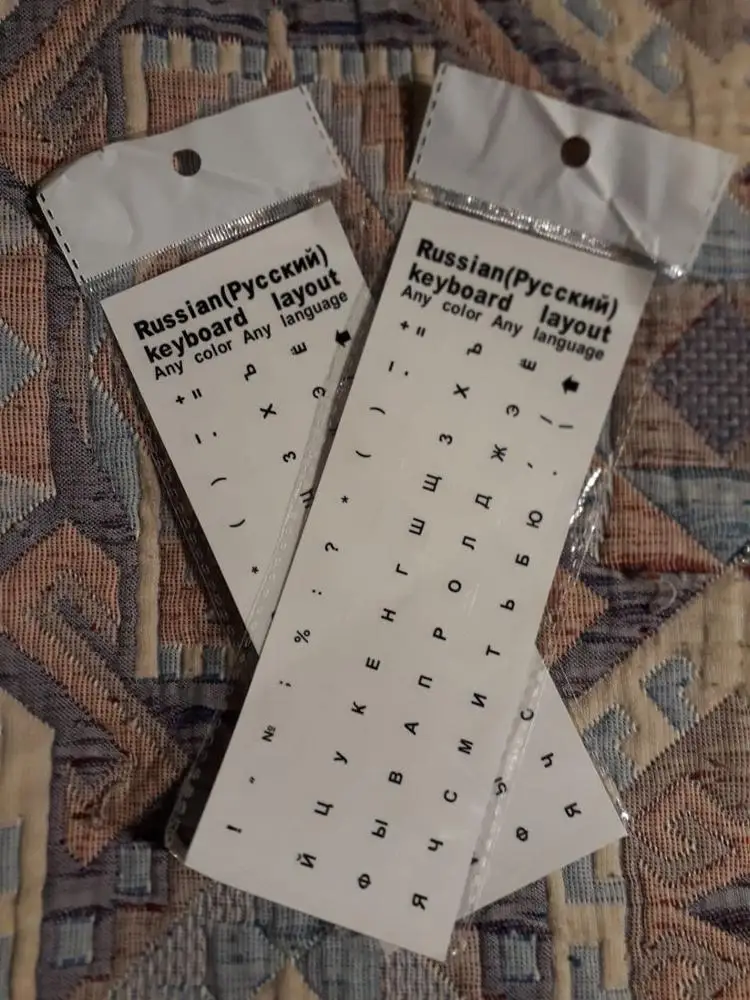 Russian(Русский)
keyboard layout
Any color Any language
* ( ) - + =
З Х Ъ
Э Ё
Ф
Я Ч С
Russian(Русский)
keyboard layout
Any color Any language
! " № ; % : ? * ( ) - + =
Й Ц У К Е Н Г Ш Щ З Х Ъ
Ф Ы В А П Р О Л Д Ж Э Ё
Я Ч С М И Т Ь Б Ю . , / |